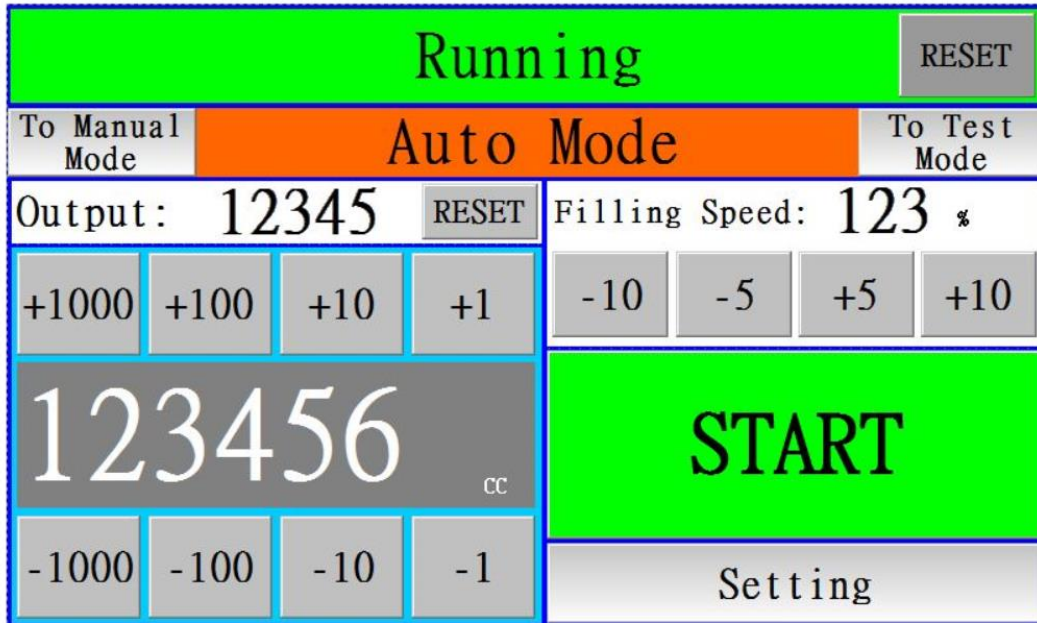 Running
RESET
To Manual
Mode
Auto Mode
To Test
Mode
Output: 12345 RESET
Filling Speed: 123 %
+1000 +100 +10 +1
-10 -5 +5 +10
123456 CC
START
-1000 -100 -10 -1
Setting